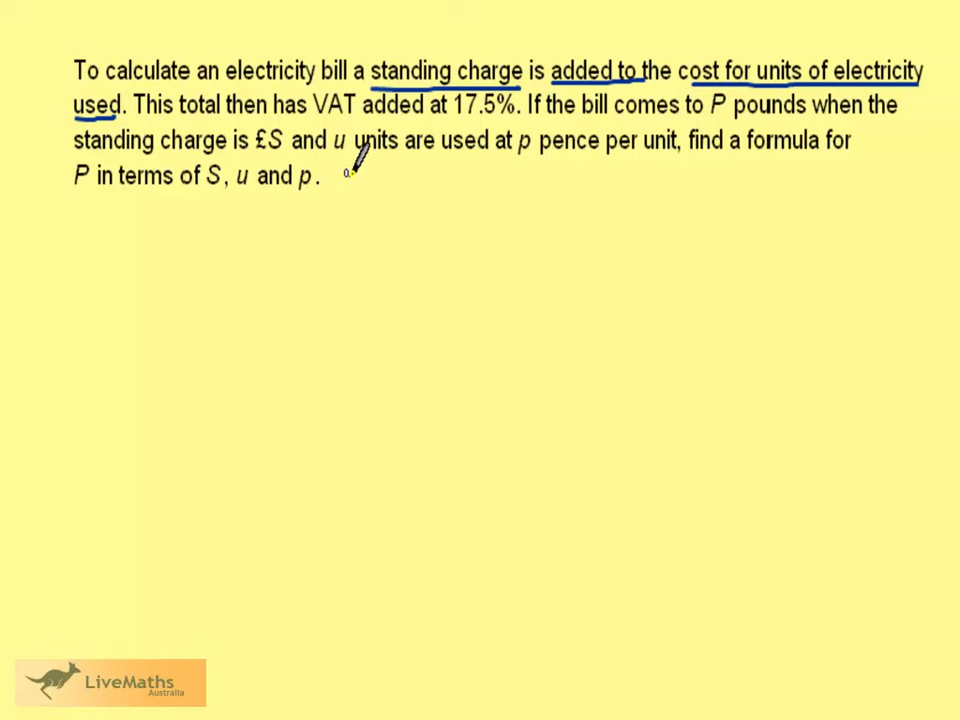 To calculate an electricity bill a standing charge is added to the cost for units of electricity
used. This total then has VAT added at 17.5%. If the bill comes to P pounds when the
standing charge is £S and u units are used at p pence per unit, find a formula for
P in terms of S, u and p.
LiveMaths
Australia